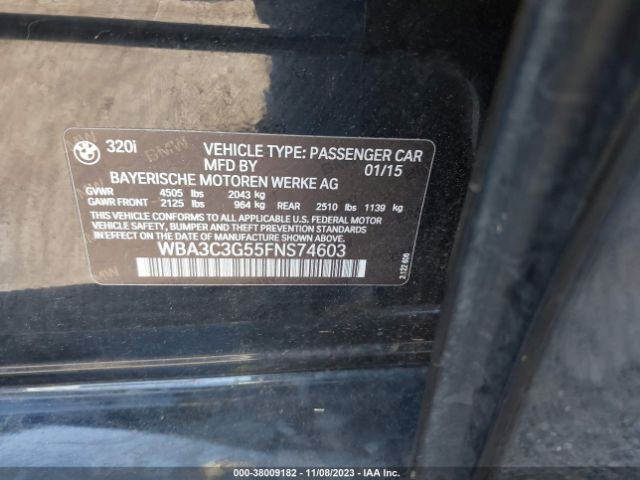 320i VEHICLE TYPE: PASSENGER CAR
MFD BY 01/15
BAYERISCHE MOTOREN WERKE AG
GVWR 4505 lbs 2043 kg
GAWR FRONT 2125 lbs 964 kg REAR 2510 lbs 1139 kg
THIS VEHICLE CONFORMS TO ALL APPLICABLE U.S. FEDERAL MOTOR
VEHICLE SAFETY, BUMPER AND THEFT PREVENTION STANDARDS
IN EFFECT ON THE DATE OF MANUFACTURE SHOWN ABOVE.
WBA3C3G55FNS74603
2 122 606
000-38009182 - 11/08/2023 - IAA Inc.